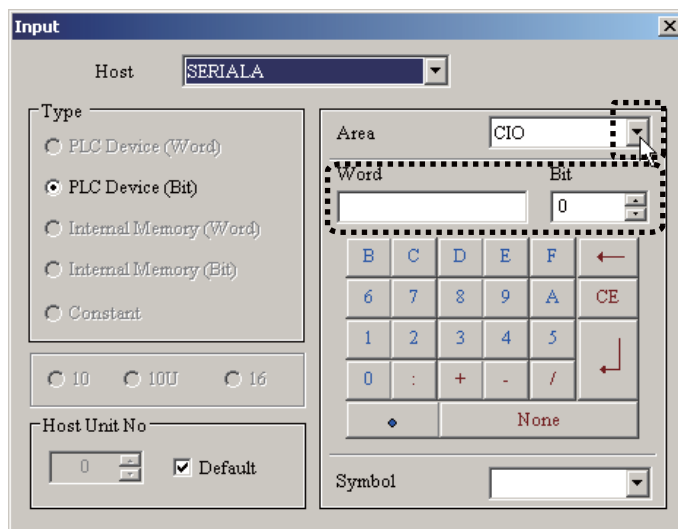 Input
Host SERIALA
Type
PLC Device (Word)
PLC Device (Bit)
Internal Memory (Word)
Internal Memory (Bit)
Constant
10 10U 16
Host Unit No
0 Default
Area CIO
Word Bit
0
B C D E F ←
6 7 8 9 A CE
1 2 3 4 5
0 : + - /
None
Symbol